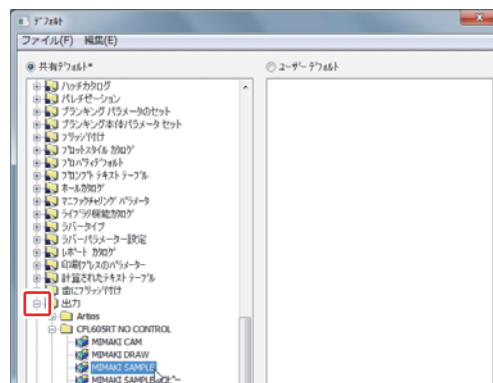 デフォルト
ファイル(F) 編集(E)
共有デフォルト*
ユーザー デフォルト
ハッチカタログ
パレチゼーション
ブランキング パラメータのセット
ブランキング本体パラメータ セット
ブリッジ付け
プロットスタイル カタログ
プロパティデフォルト
プロンプト テキスト テーブル
ホールカタログ
マニファクチャリング パラメータ
ライブラリ機能カタログ
ラバータイプ
ラバーパラメーター設定
レポート カタログ
印刷プレスのパラメーター
計算されたテキスト テーブル
歯にブリッジ付け
出力
Artios
CFL605RT NO CONTROL
MIMAKI CAM
MIMAKI DRAW
MIMAKI SAMPLE
MIMAKI SAMPLE コピー